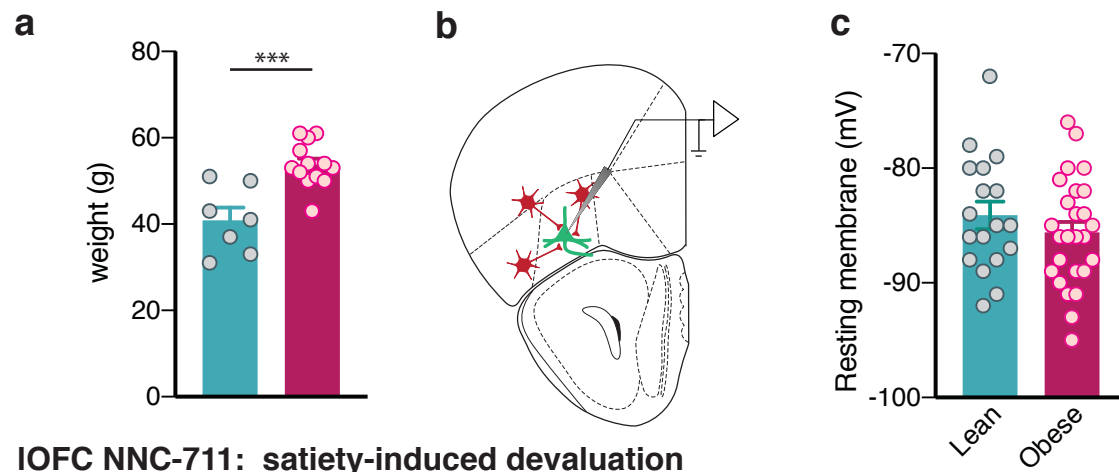 a
b
c
***
80
60
40
20
0
weight (g)
-70
-80
-90
-100
Resting membrane (mV)
Lean
Obese
lOFC NNC-711: satiety-induced devaluation